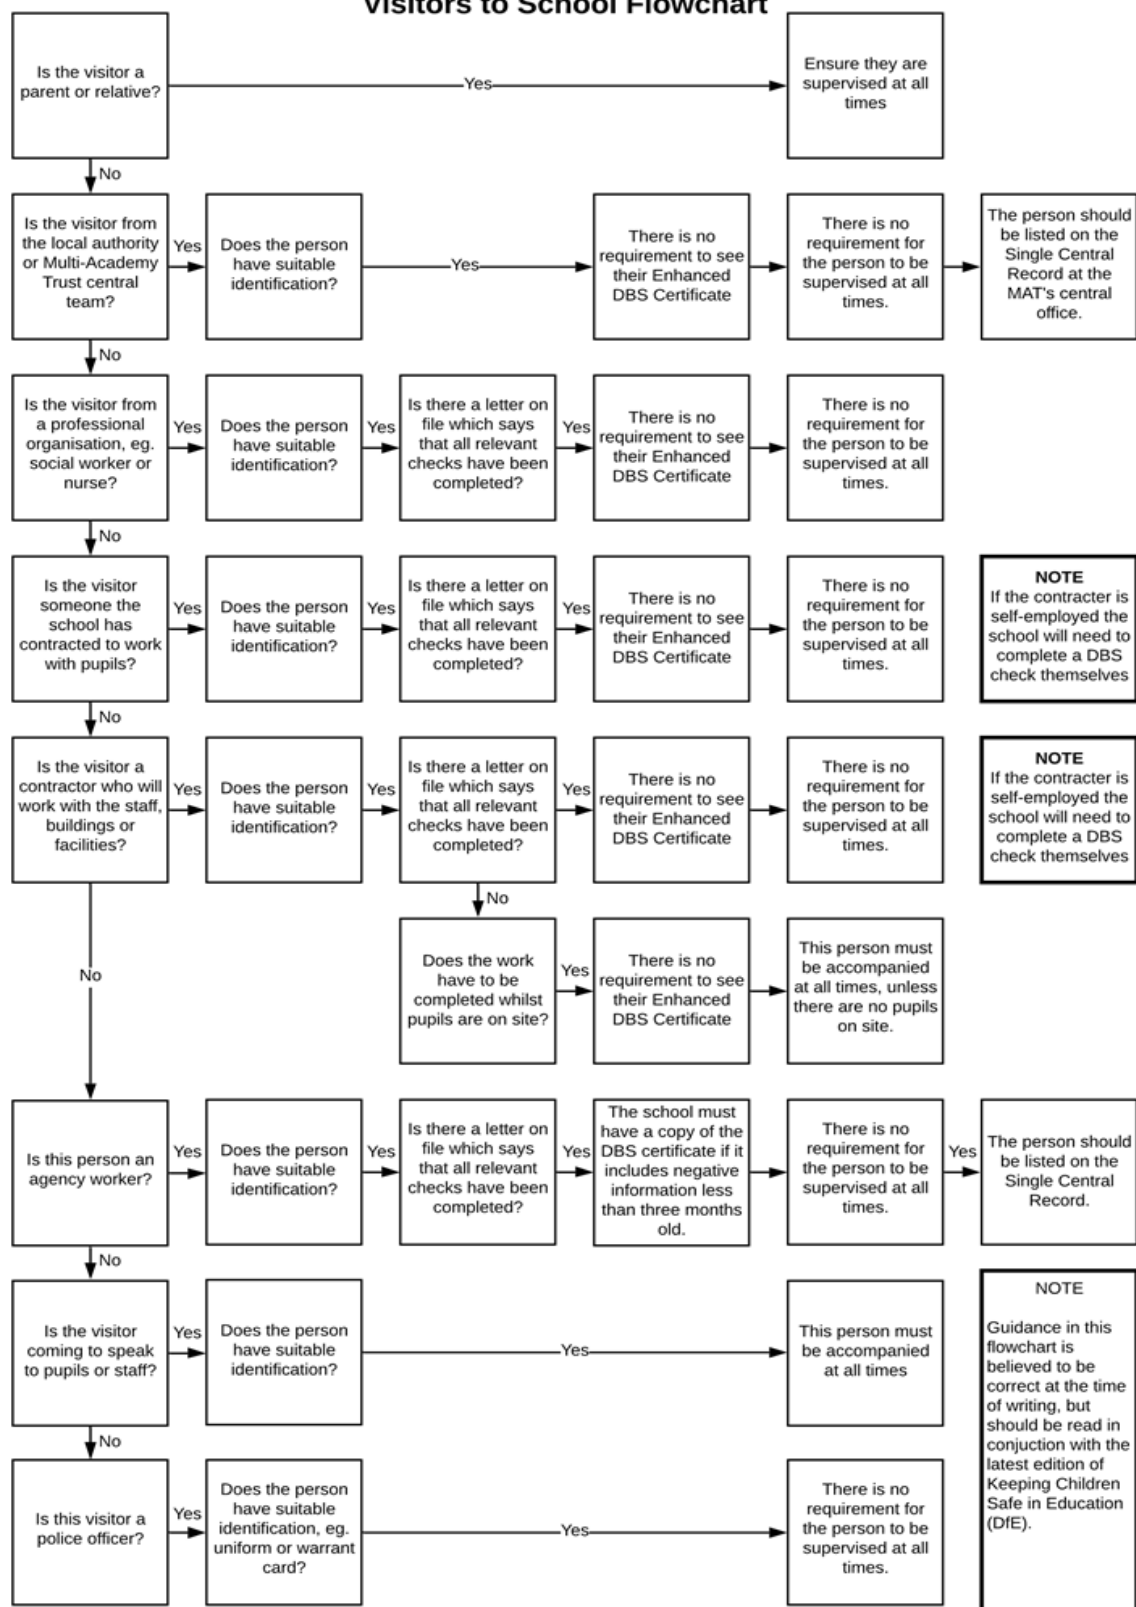 Visitors to School Flowchart
Is the visitor a
parent or relative?
Yes
Ensure they are
supervised at all
times
No
Is the visitor from
the local authority
or Multi-Academy
Trust central
team?
Yes
Does the person
have suitable
identification?
Yes
There is no
requirement to see
their Enhanced
DBS Certificate
There is no
requirement for
the person to be
supervised at all
times.
The person should
be listed on the
Single Central
Record at the
MAT's central
office.
No
Is the visitor from
a professional
organisation, eg.
social worker or
nurse?
Yes
Does the person
have suitable
identification?
Yes
Is there a letter on
file which says
that all relevant
checks have been
completed?
Yes
There is no
requirement to see
their Enhanced
DBS Certificate
There is no
requirement for
the person to be
supervised at all
times.
No
Is the visitor
someone the
school has
contracted to work
with pupils?
Yes
Does the person
have suitable
identification?
Yes
Is there a letter on
file which says
that all relevant
checks have been
completed?
Yes
There is no
requirement to see
their Enhanced
DBS Certificate
There is no
requirement for
the person to be
supervised at all
times.
NOTE
If the contracter is
self-employed the
school will need to
complete a DBS
check themselves
No
Is the visitor a
contractor who will
work with the staff,
buildings or
facilities?
Yes
Does the person
have suitable
identification?
Yes
Is there a letter on
file which says
that all relevant
checks have been
completed?
Yes
There is no
requirement to see
their Enhanced
DBS Certificate
There is no
requirement for
the person to be
supervised at all
times.
NOTE
If the contracter is
self-employed the
school will need to
complete a DBS
check themselves
No
Does the work
have to be
completed whilst
pupils are on site?
Yes
There is no
requirement to see
their Enhanced
DBS Certificate
This person must
be accompanied
at all times, unless
there are no pupils
on site.
No
Is this person an
agency worker?
Yes
Does the person
have suitable
identification?
Yes
Is there a letter on
file which says
that all relevant
checks have been
completed?
Yes
The school must
have a copy of the
DBS certificate if it
includes negative
information less
than three months
old.
There is no
requirement for
the person to be
supervised at all
times.
Yes
The person should
be listed on the
Single Central
Record.
No
Is the visitor
coming to speak
to pupils or staff?
Yes
Does the person
have suitable
identification?
Yes
This person must
be accompanied
at all times
NOTE
Guidance in this
flowchart is
believed to be
correct at the time
of writing, but
should be read in
conjuction with the
latest edition of
Keeping Children
Safe in Education
(DfE).
No
Is this visitor a
police officer?
Yes
Does the person
have suitable
identification, eg.
uniform or warrant
card?
Yes
There is no
requirement for
the person to be
supervised at all
times.